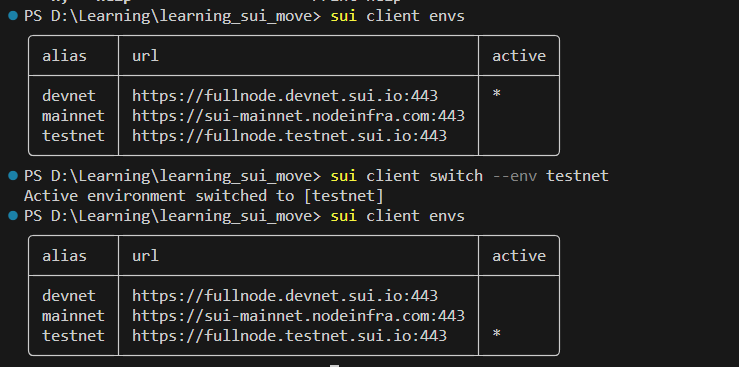 PS D:\Learning\learning_sui_move> sui client envs
alias url active
devnet https://fullnode.devnet.sui.io:443 *
mainnet https://sui-mainnet.nodeinfra.com:443
testnet https://fullnode.testnet.sui.io:443
PS D:\Learning\learning_sui_move> sui client switch --env testnet
Active environment switched to [testnet]
PS D:\Learning\learning_sui_move> sui client envs
alias url active
devnet https://fullnode.devnet.sui.io:443
mainnet https://sui-mainnet.nodeinfra.com:443
testnet https://fullnode.testnet.sui.io:443 *